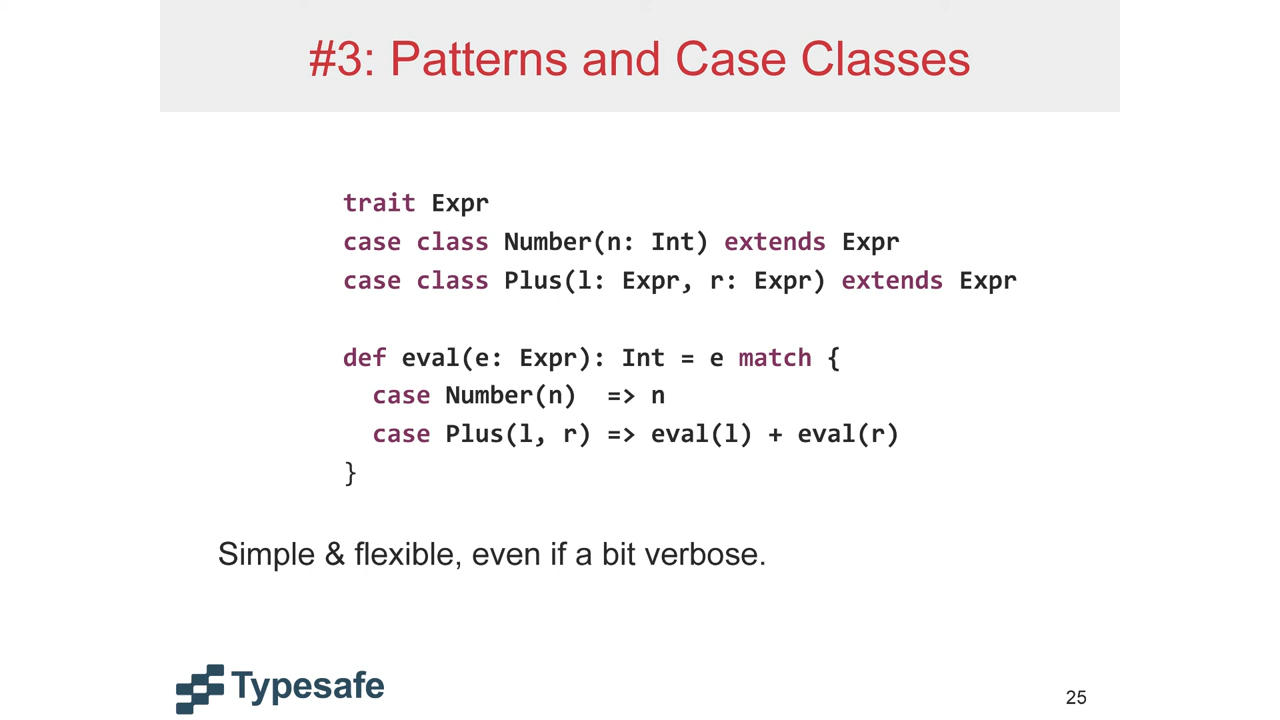 #3: Patterns and Case Classes
trait Expr
case class Number(n: Int) extends Expr
case class Plus(l: Expr, r: Expr) extends Expr
def eval(e: Expr): Int = e match {
  case Number(n)  => n
  case Plus(l, r) => eval(l) + eval(r)
}
Simple & flexible, even if a bit verbose.
Typesafe
25